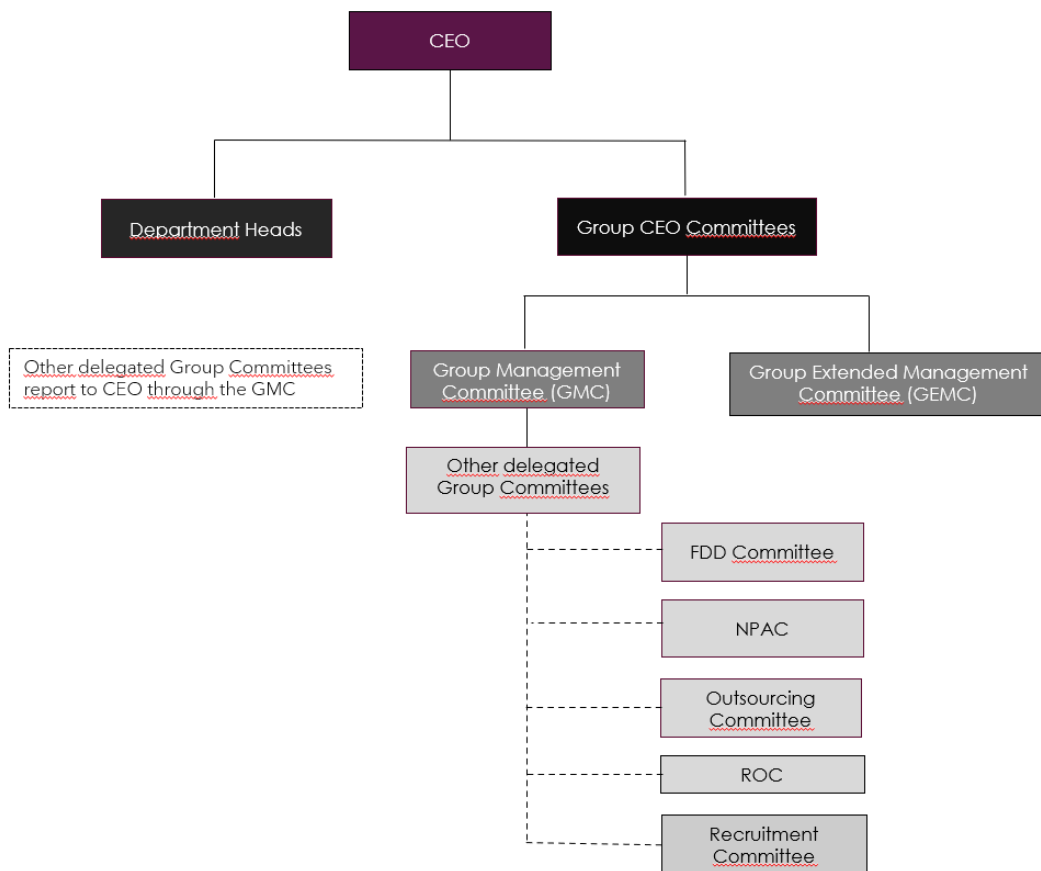 CEO
Department Heads
Group CEO Committees
Other delegated Group Committees
report to CEO through the GMC
Group Management
Committee (GMC)
Group Extended Management
Committee (GEMC)
Other delegated
Group Committees
FDD Committee
NPAC
Outsourcing
Committee
ROC
Recruitment
Committee